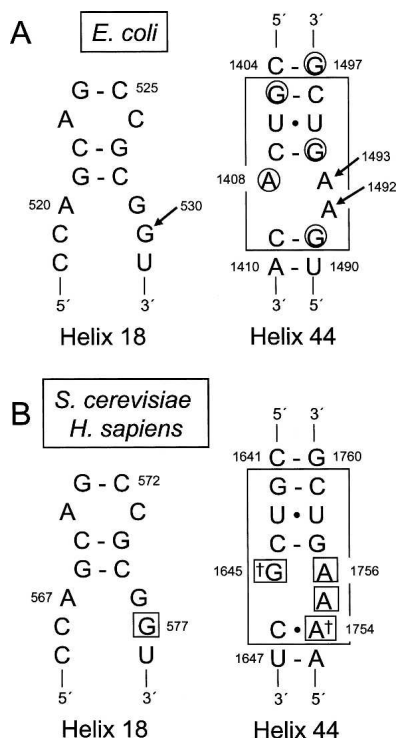 A
E. coli
5´ 3´
1404 C - G 1497
G - C 525
G - C
A C
U • U
C G
C - G
G - C
1408 A A 1493
A 1492
520 A G 530
C G
C - G
C U
1410 A - U 1490
5´ 3´
3´ 5´
Helix 18
Helix 44
B
S. cerevisiae
H. sapiens
5´ 3´
1641 C - G 1760
G - C 572
G - C
A C
U • U
C - G
C - G
G - C
1645 †G A 1756
A
567 A G
C G 577
C • A† 1754
C U
1647 U - A
5´ 3´
3´ 5´
Helix 18
Helix 44